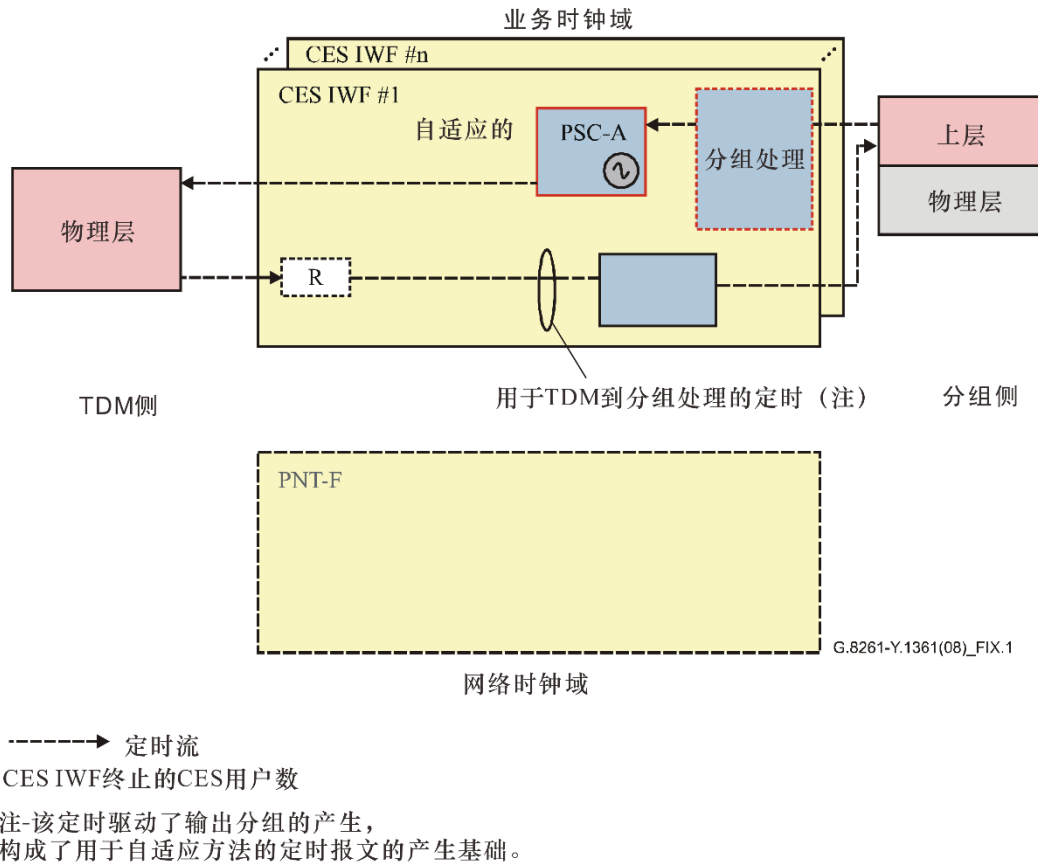 业务时钟域
CES IWF #n
CES IWF #1
自适应的
PSC-A
分组处理
上层
物理层
物理层
R
用于TDM到分组处理的定时（注）
TDM侧
分组侧
PNT-F
G.8261-Y.1361(08)_FIX.1
网络时钟域
定时流
CES IWF终止的CES用户数
注-该定时驱动了输出分组的产生，
构成了用于自适应方法的定时报文的产生基础。